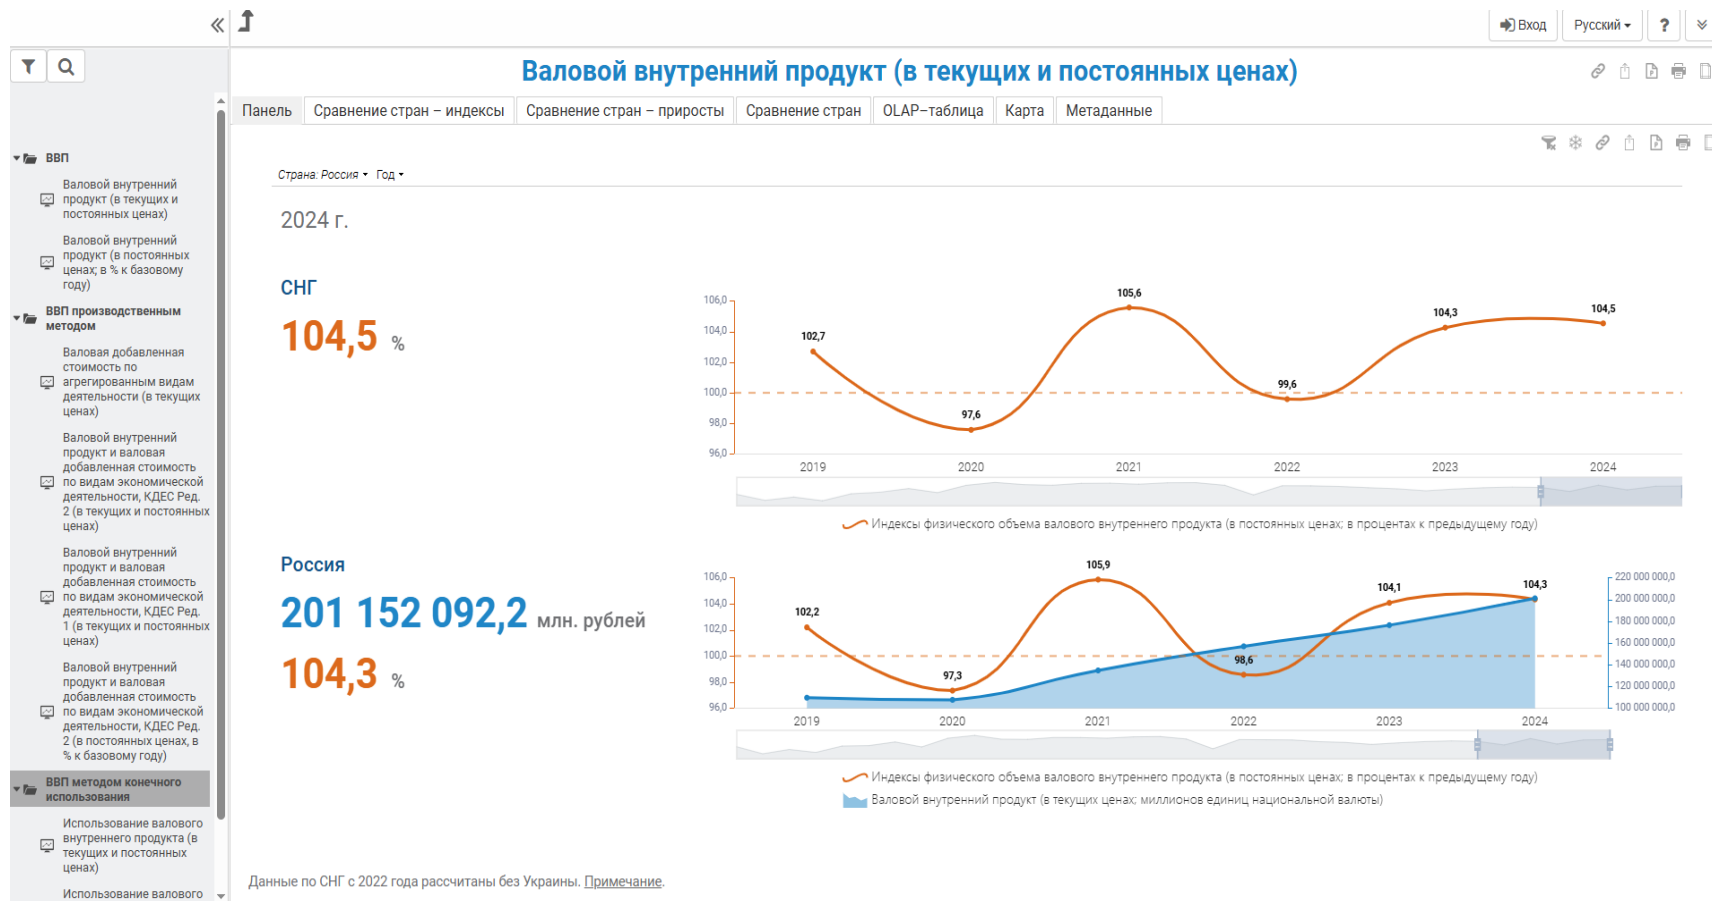 Вход
Русский
?
Валовой внутренний продукт (в текущих и постоянных ценах)
Панель
Сравнение стран – индексы
Сравнение стран – приросты
Сравнение стран
OLAP–таблица
Карта
Метаданные
ВВП
Валовой внутренний
продукт (в текущих и
постоянных ценах)
Валовой внутренний
продукт (в постоянных
ценах; в % к базовому
году)
ВВП производственным
методом
Валовая добавленная
стоимость по
агрегированным видам
деятельности (в текущих
ценах)
Валовой внутренний
продукт и валовая
добавленная стоимость
по видам экономической
деятельности, КДЕС Ред.
2 (в текущих и постоянных
ценах)
Валовой внутренний
продукт и валовая
добавленная стоимость
по видам экономической
деятельности, КДЕС Ред.
1 (в текущих и постоянных
ценах)
Валовой внутренний
продукт и валовая
добавленная стоимость
по видам экономической
деятельности, КДЕС Ред.
2 (в постоянных ценах, в
% к базовому году)
ВВП методом конечного
использования
Использование валового
внутреннего продукта (в
текущих и постоянных
ценах)
Использование валового
Страна: Россия
Год
2024 г.
СНГ
104,5 %
106,0
104,0
102,0
100,0
98,0
96,0
102,7
97,6
105,6
99,6
104,3
104,5
2019
2020
2021
2022
2023
2024
Индексы физического объема валового внутреннего продукта (в постоянных ценах; в процентах к предыдущему году)
Россия
201 152 092,2 млн. рублей
104,3 %
106,0
104,0
102,0
100,0
98,0
96,0
102,2
97,3
105,9
98,6
104,1
104,3
220 000 000,0
200 000 000,0
180 000 000,0
160 000 000,0
140 000 000,0
120 000 000,0
100 000 000,0
2019
2020
2021
2022
2023
2024
Индексы физического объема валового внутреннего продукта (в постоянных ценах; в процентах к предыдущему году)
Валовой внутренний продукт (в текущих ценах; миллионов единиц национальной валюты)
Данные по СНГ с 2022 года рассчитаны без Украины. Примечание.